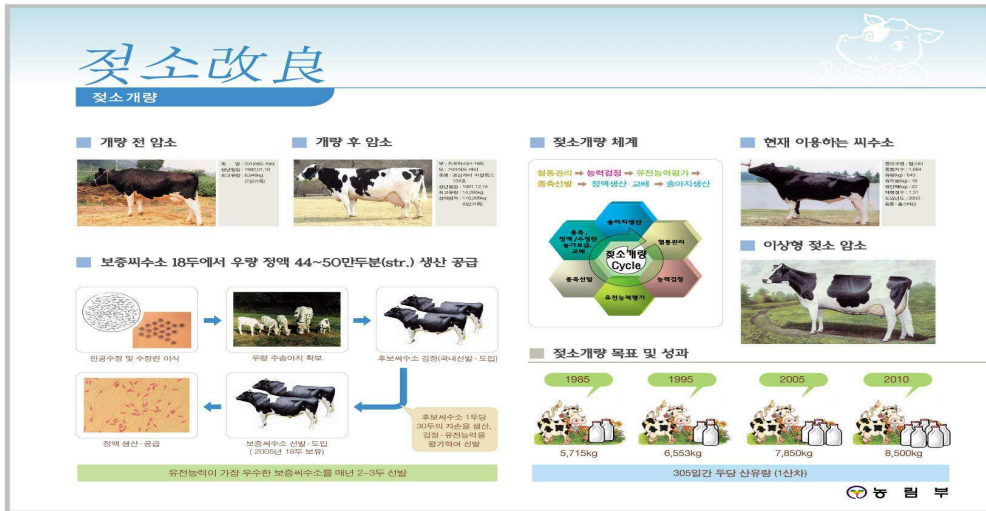 젖소改良
젖소개량
개량 전 암소
개량 후 암소
젖소개량 체계
혈통관리 ➡ 능력검정 ➡ 유전능력평가 ➡
종축선발 ➡ 정액생산·교배 ➡ 송아지생산
송아지생산
혈통관리
능력검정
유전능력평가
종축선발
종축,
정액/수정란
농가보급,
교배
젖소개량
Cycle
현재 이용하는 씨수소
이상형 젖소 암소
보증씨수소 18두에서 우량 정액 44~50만두분(str.) 생산 공급
인공수정 및 수정란 이식
우량 수송아지 확보
후보씨수소 검정(국내선발·도입)
정액 생산·공급
보증씨수소 선발·도입
( 2005년 18두 보유)
후보씨수소 1두당
30두의 자손을 생산,
검정·유전능력을
평가하여 선발
유전능력이 가장 우수한 보증씨수소를 매년 2-3두 선발
젖소개량 목표 및 성과
1985
1995
2005
2010
5,715kg
6,553kg
7,850kg
8,500kg
305일간 두당 산유량 (1산차)
농 림 부